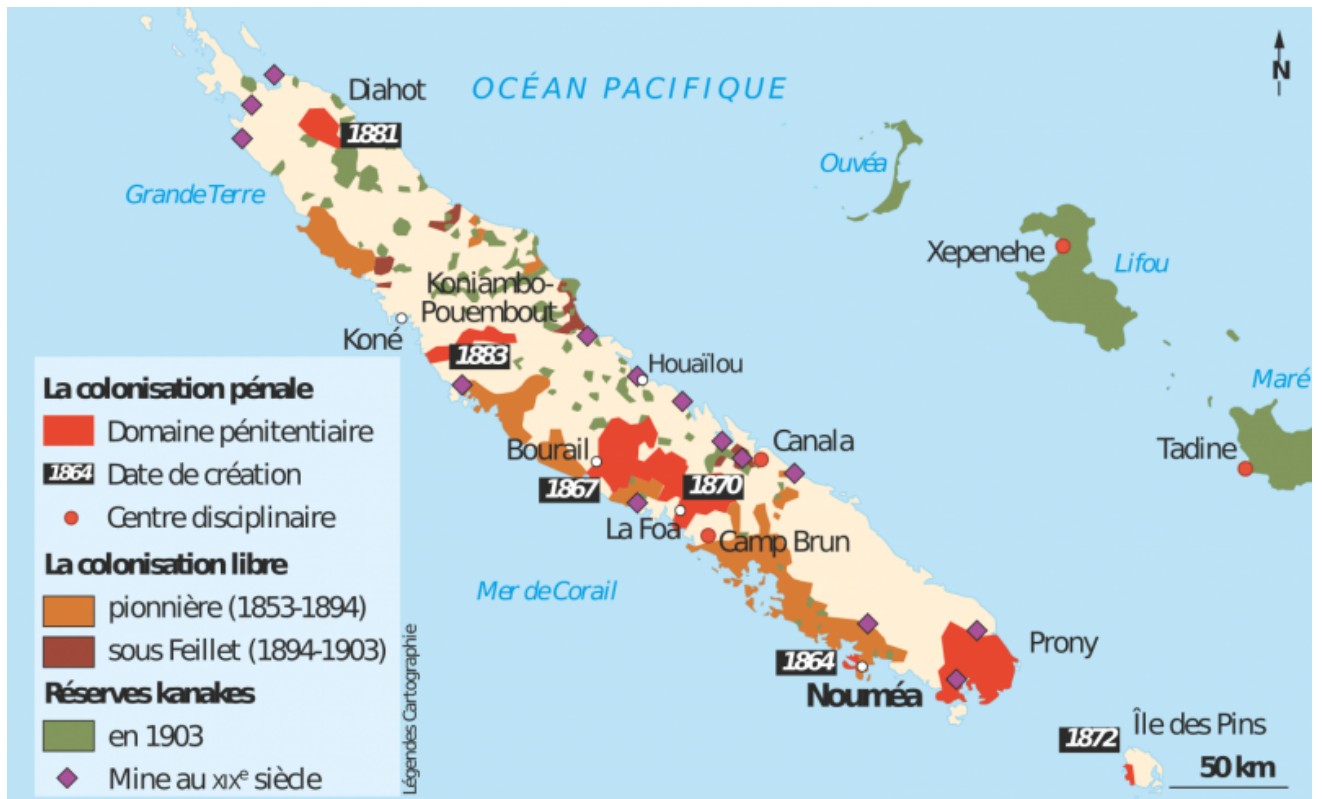 Diahot
OCÉAN PACIFIQUE
N
1881
Ouvéa
Grande Terre
Xepenehe
Lifou
Koniambo-
Pouembout
Koné
1883
Houaïlou
Maré
La colonisation pénale
Domaine pénitentiaire
1864 Date de création
Centre disciplinaire
La colonisation libre
pionnière (1853-1894)
sous Feillet (1894-1903)
Réserves kanakes
en 1903
Mine au XIXe siècle
Légendes Cartographie
Bourail
Canala
Tadine
1867
1870
La Foa
Camp Brun
Mer de Corail
Prony
1864
Nouméa
Île des Pins
1872
50 km